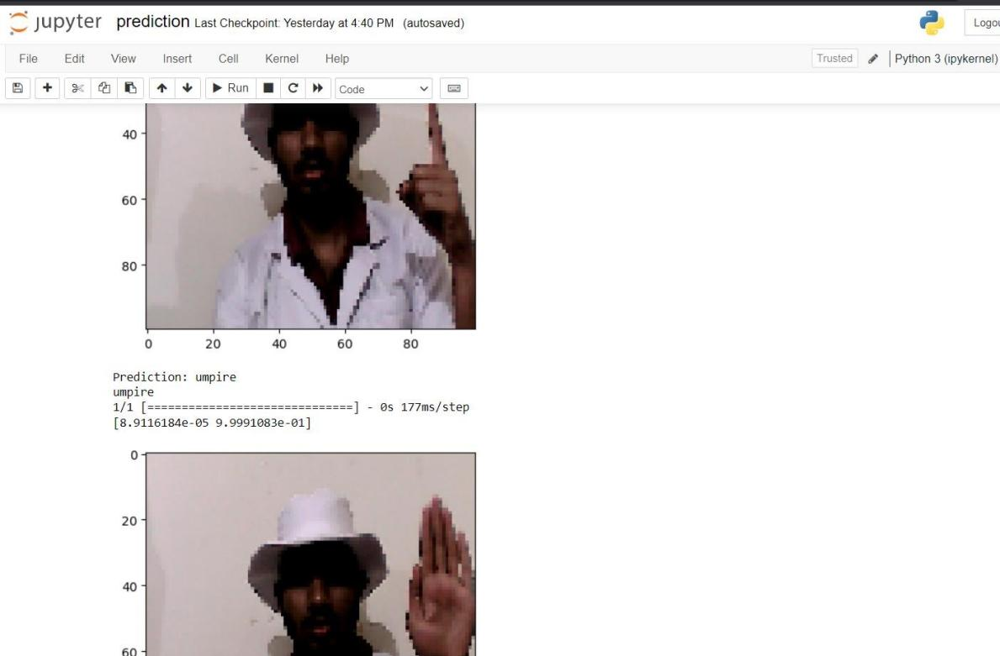 jupyter prediction Last Checkpoint: Yesterday at 4:40 PM (autosaved)
Logou
File Edit View Insert Cell Kernel Help
Trusted Python 3 (ipykernel)
Run Code
40
60
80
0 20 40 60 80
Prediction: umpire
umpire
1/1 [==============================] - 0s 177ms/step
[8.9116184e-05 9.9991083e-01]
0
20
40
60